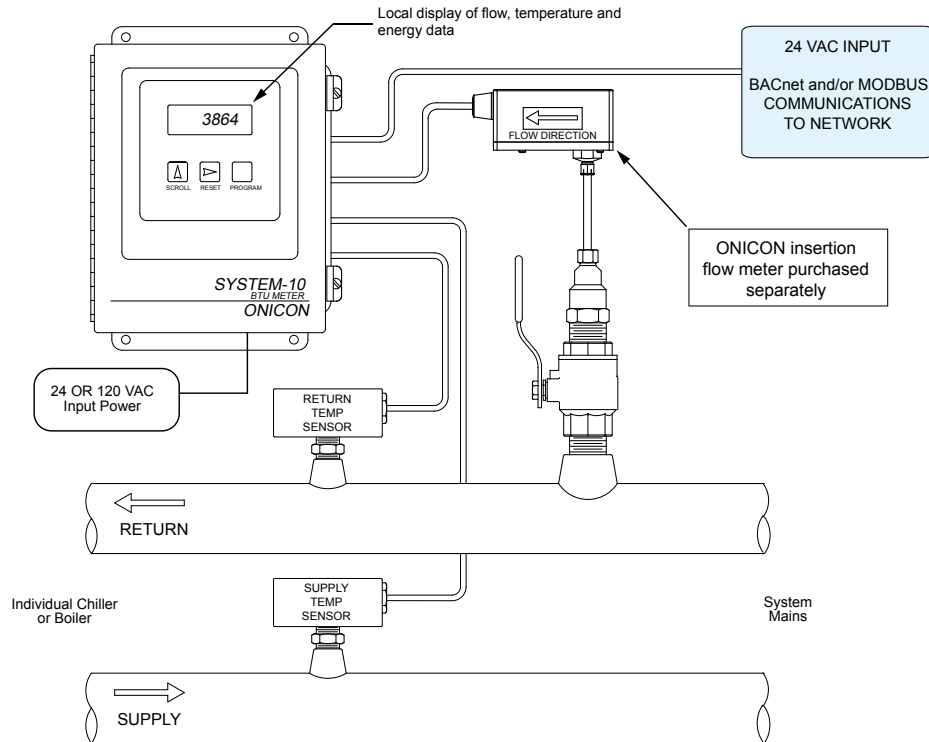 Local display of flow, temperature and
energy data
24 VAC INPUT
BACnet and/or MODBUS
COMMUNICATIONS
TO NETWORK
3864
FLOW DIRECTION
SCROLL RESET PROGRAM
ONICON insertion
flow meter purchased
separately
SYSTEM-10
BTU METER
ONICON
24 OR 120 VAC
Input Power
RETURN
TEMP
SENSOR
RETURN
SUPPLY
TEMP
SENSOR
Individual Chiller
or Boiler
System
Mains
SUPPLY